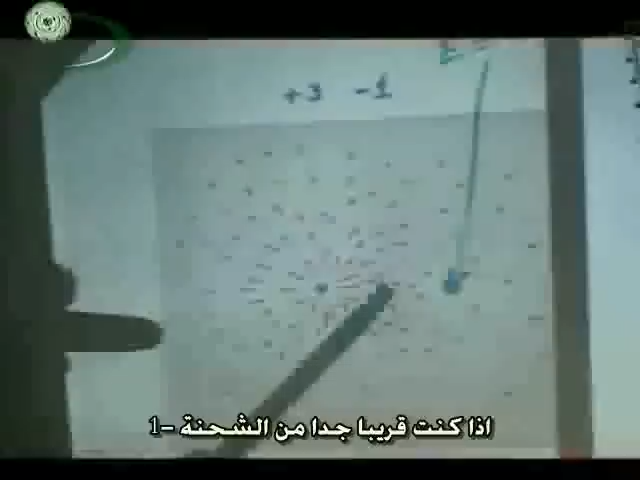 +3 -1
اذا كنت قريبا جدا من الشحنة -1